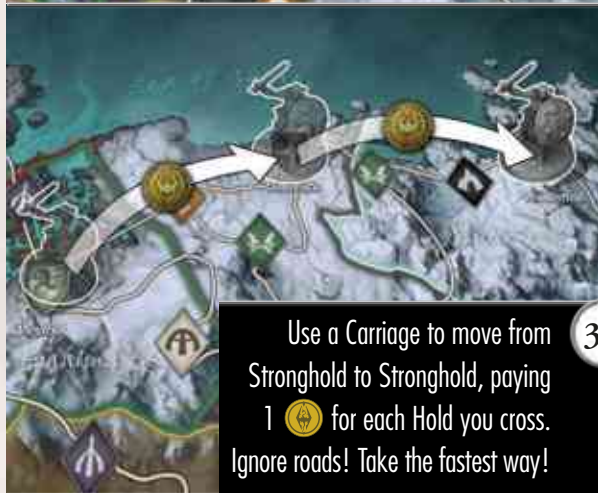 Use a Carriage to move from
Stronghold to Stronghold, paying
1 for each Hold you cross.
Ignore roads! Take the fastest way!
3